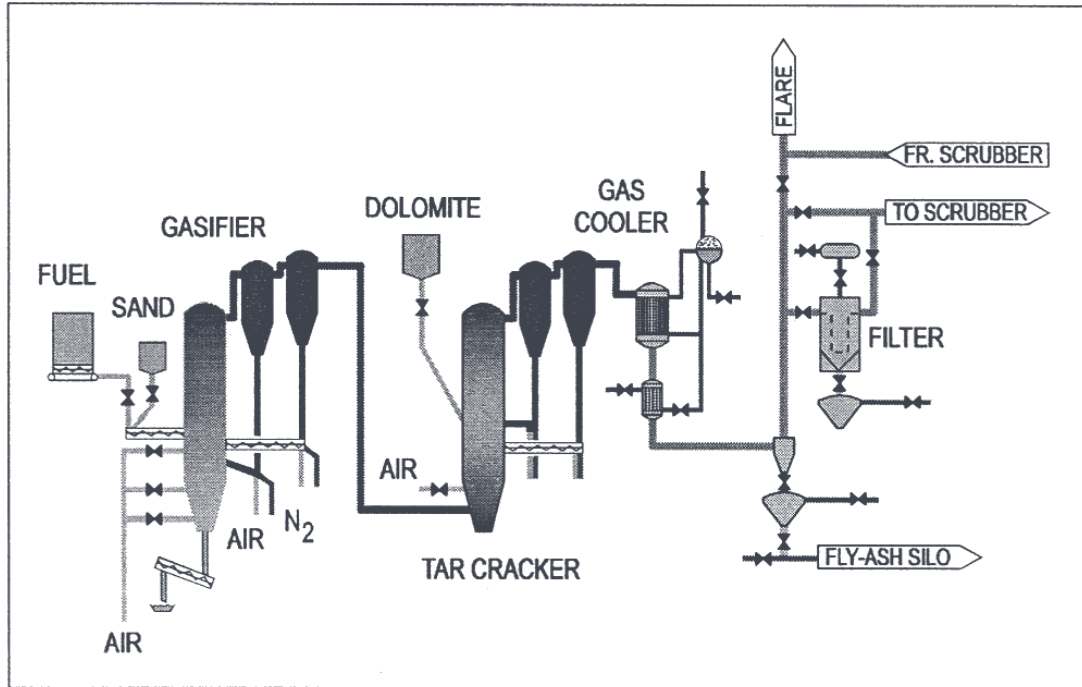 FLARE
FR. SCRUBBER
TO SCRUBBER
GAS
COOLER
DOLOMITE
GASIFIER
FUEL
SAND
FILTER
AIR
AIR
N2
TAR CRACKER
FLY-ASH SILO
AIR